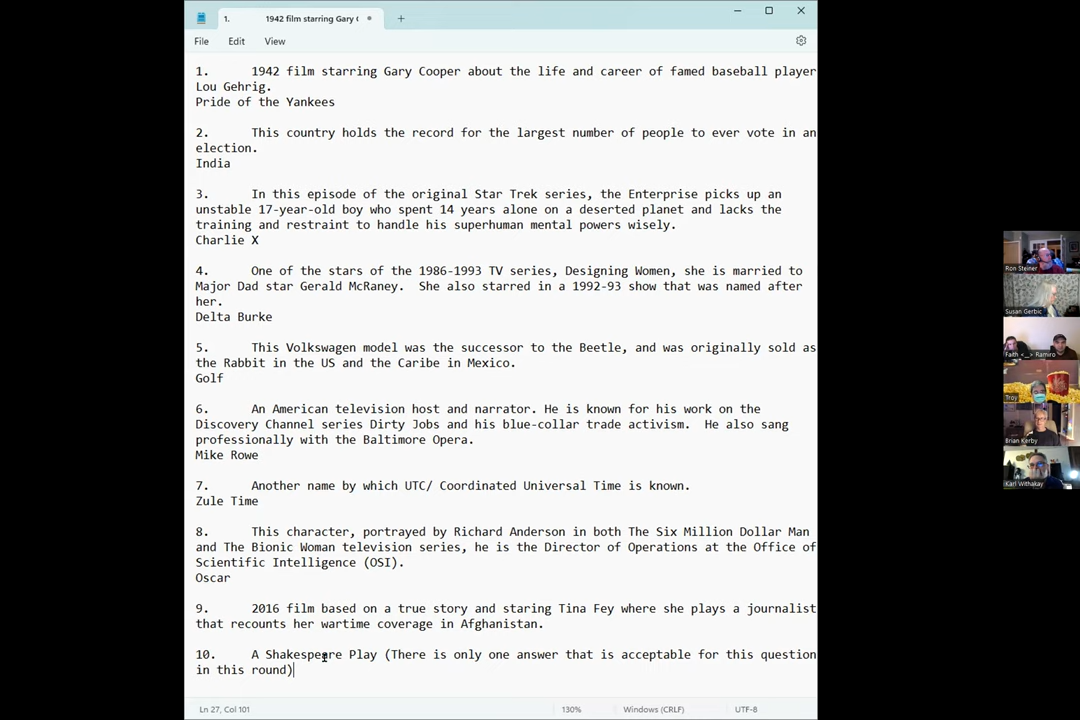 1. 1942 film starring Gary (
File Edit View
1. 1942 film starring Gary Cooper about the life and career of famed baseball player
Lou Gehrig.
Pride of the Yankees
2. This country holds the record for the largest number of people to ever vote in an
election.
India
3. In this episode of the original Star Trek series, the Enterprise picks up an
unstable 17-year-old boy who spent 14 years alone on a deserted planet and lacks the
training and restraint to handle his superhuman mental powers wisely.
Charlie X
4. One of the stars of the 1986-1993 TV series, Designing Women, she is married to
Major Dad star Gerald McRaney. She also starred in a 1992-93 show that was named after
her.
Delta Burke
5. This Volkswagen model was the successor to the Beetle, and was originally sold as
the Rabbit in the US and the Caribe in Mexico.
Golf
6. An American television host and narrator. He is known for his work on the
Discovery Channel series Dirty Jobs and his blue-collar trade activism. He also sang
professionally with the Baltimore Opera.
Mike Rowe
7. Another name by which UTC/ Coordinated Universal Time is known.
Zule Time
8. This character, portrayed by Richard Anderson in both The Six Million Dollar Man
and The Bionic Woman television series, he is the Director of Operations at the Office of
Scientific Intelligence (OSI).
Oscar
9. 2016 film based on a true story and staring Tina Fey where she plays a journalist
that recounts her wartime coverage in Afghanistan.
10. A Shakespeare Play (There is only one answer that is acceptable for this question
in this round)
Ln 27, Col 101 130% Windows (CRLF) UTF-8
Ron Steiner
Susan Gerbic
Faith <_> Ramiro
Troy
Brian Kerby
Karl Withakay